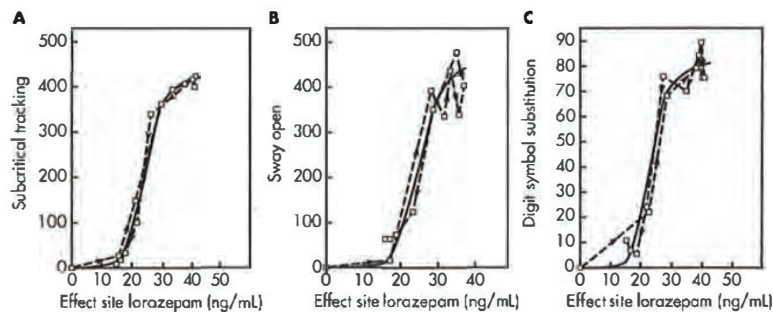 A
B
C
Subcritical tracking
500
400
300
200
100
0
0 10 20 30 40 50
Effect site lorazepam (ng/mL)
Sway open
500
400
300
200
100
0
0 10 19 30 40 50
Effect site lorazepam (ng/mL)
Digit symbol substitution
90
80
70
60
50
40
30
20
10
0
0 10 20 30 40 50
Effect site lorazepam (ng/mL)